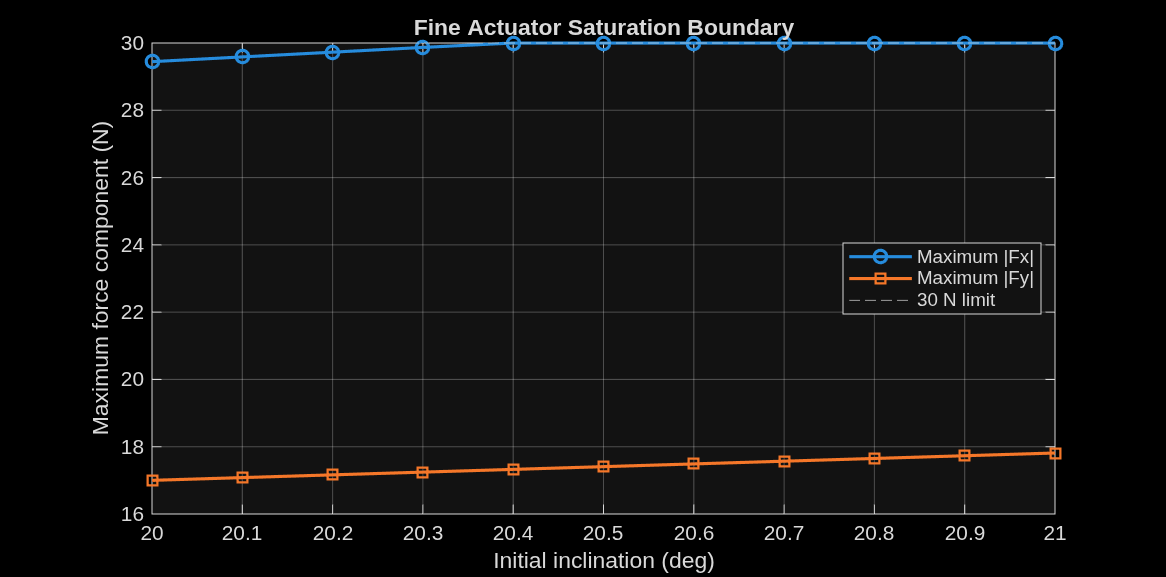 Fine Actuator Saturation Boundary
Maximum force component (N)
30
28
26
24
22
20
18
16
Maximum |Fx|
Maximum |Fy|
30 N limit
20 20.1 20.2 20.3 20.4 20.5 20.6 20.7 20.8 20.9 21
Initial inclination (deg)